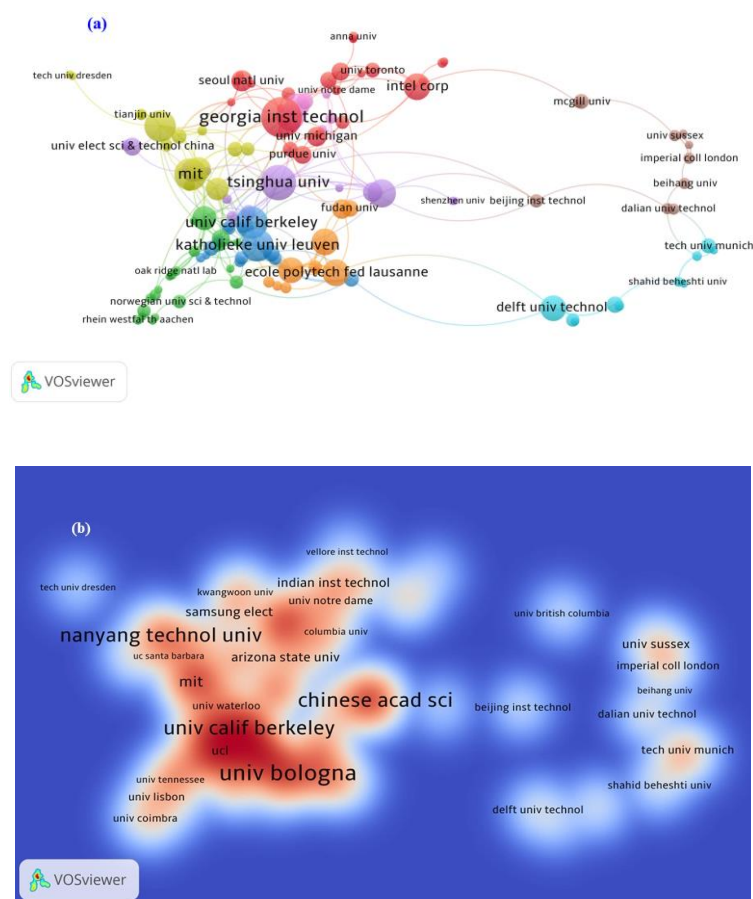 (a)
anna univ
tech univ dresden
seoul natl univ
univ toronto
univ notre dame
intel corp
mcgill univ
tianjin univ
georgia inst technol
univ michigan
univ elect sci & technol china
purdue univ
univ sussex
imperial coll london
mit
tsinghua univ
beihang univ
shenzhen univ
beijing inst technol
fudan univ
dalian univ technol
univ calif berkeley
katholieke univ leuven
tech univ munich
oak ridge natl lab
ecole polytech fed lausanne
shahid beheshti univ
norwegian univ sci & technol
delft univ technol
rhein westfal th aachen
VOSviewer
(b)
vellore inst technol
tech univ dresden
kwangwoon univ
indian inst technol
univ notre dame
samsung elect
univ british columbia
nanyang technol univ
columbia univ
univ sussex
uc santa barbara
arizona state univ
imperial coll london
mit
beihang univ
chinese acad sci
univ waterloo
beijing inst technol
dalian univ technol
univ calif berkeley
uci
tech univ munich
univ bologna
univ tennessee
shahid beheshti univ
univ lisbon
delft univ technol
univ coimbra
VOSviewer